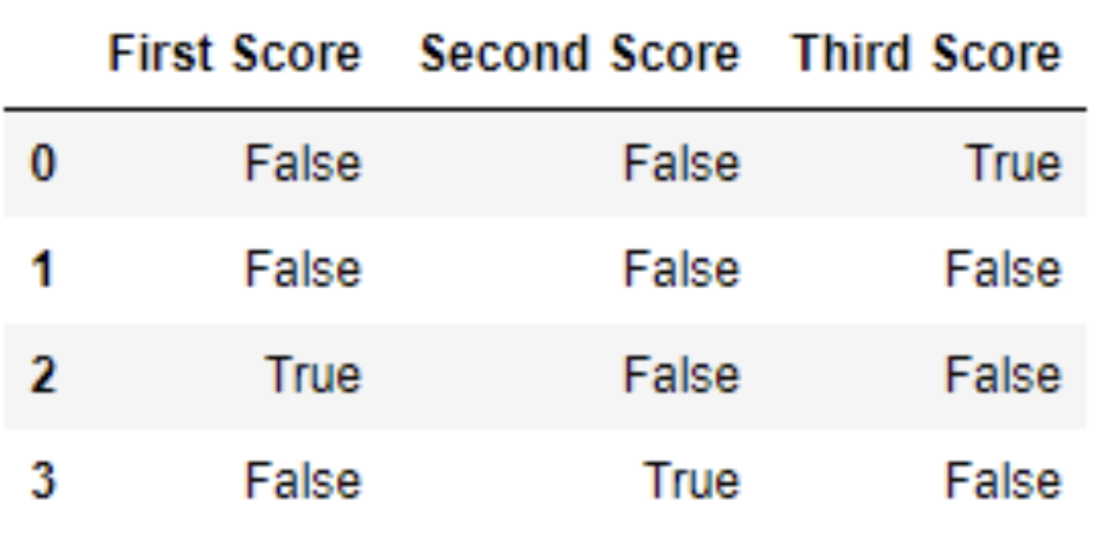 First Score Second Score Third Score
0 False False True
1 False False False
2 True False False
3 False True False